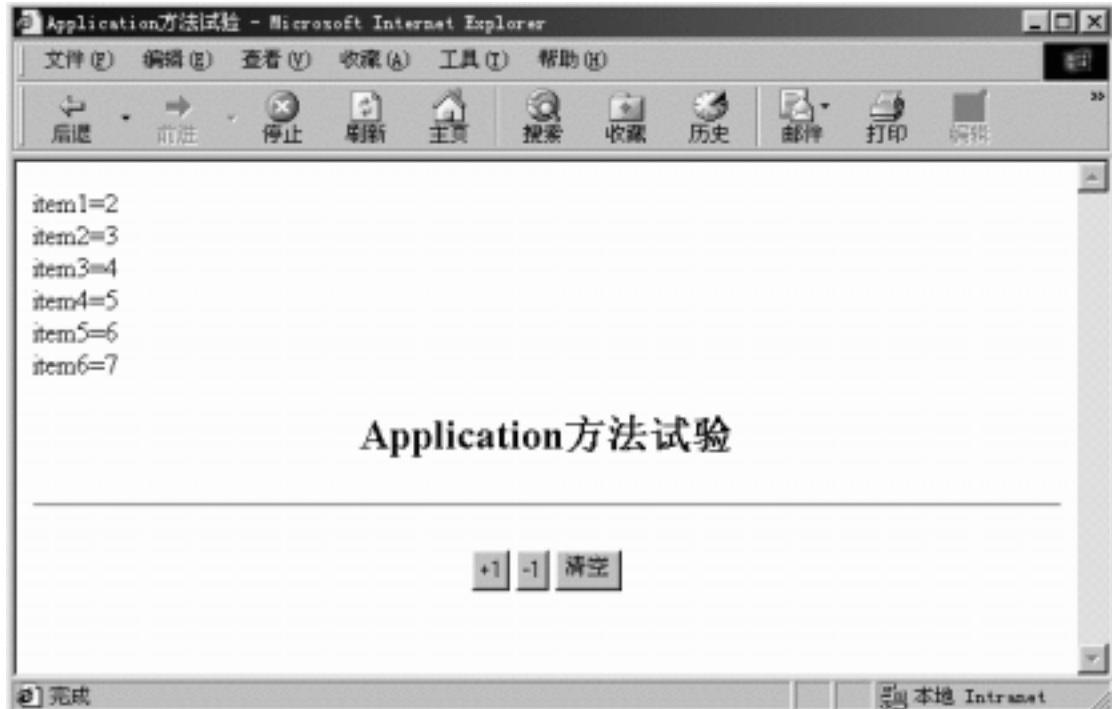 Application方法试验 - Microsoft Internet Explorer
文件(F) 编辑(E) 查看(V) 收藏(A) 工具(T) 帮助(H)
后退 前进 停止 刷新 主页 搜索 收藏 历史 邮件 打印 编辑 »
item1=2
item2=3
item3=4
item4=5
item5=6
item6=7
Application方法试验
+1 -1 清空
完成 本地 Intranet